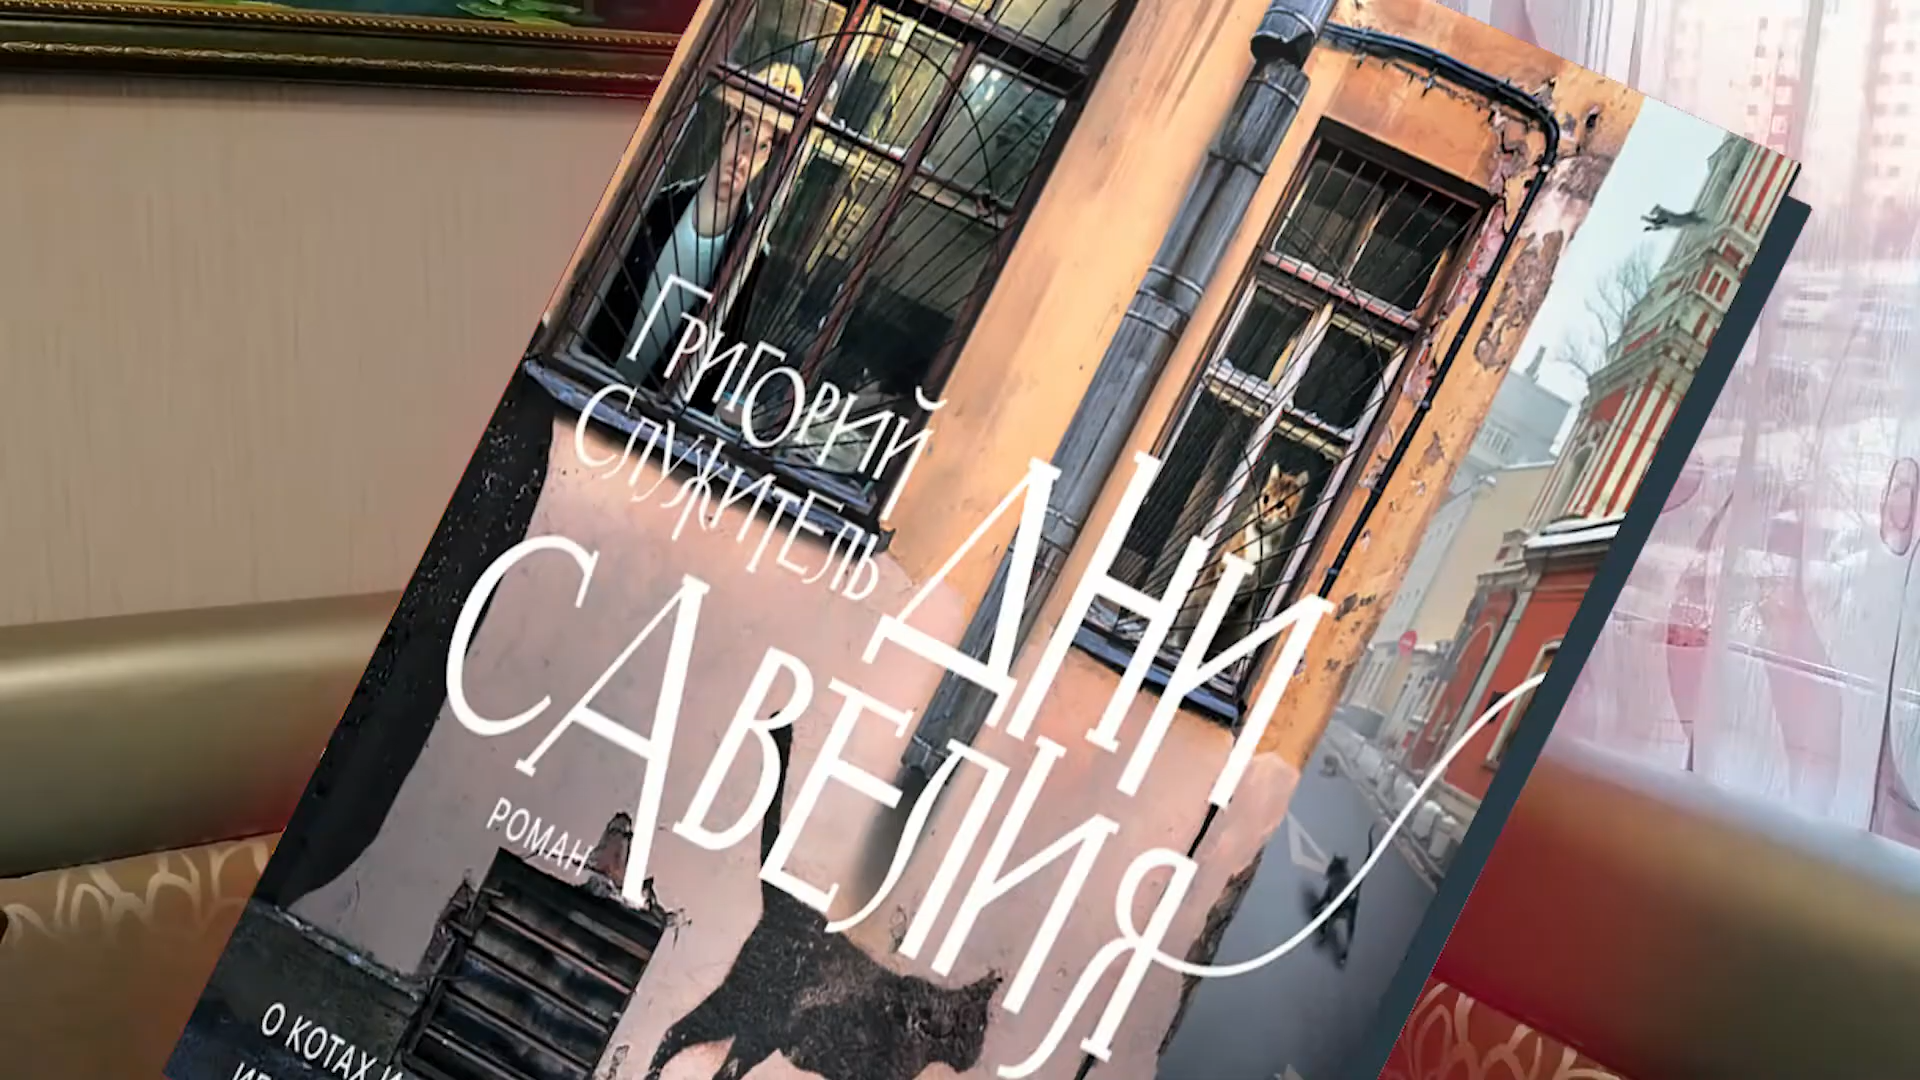 ГРИГОРИЙ
СЛУЖИТЕЛЬ
ДНИ
САВЕЛИЯ
РОМАН
О КОТАХ И